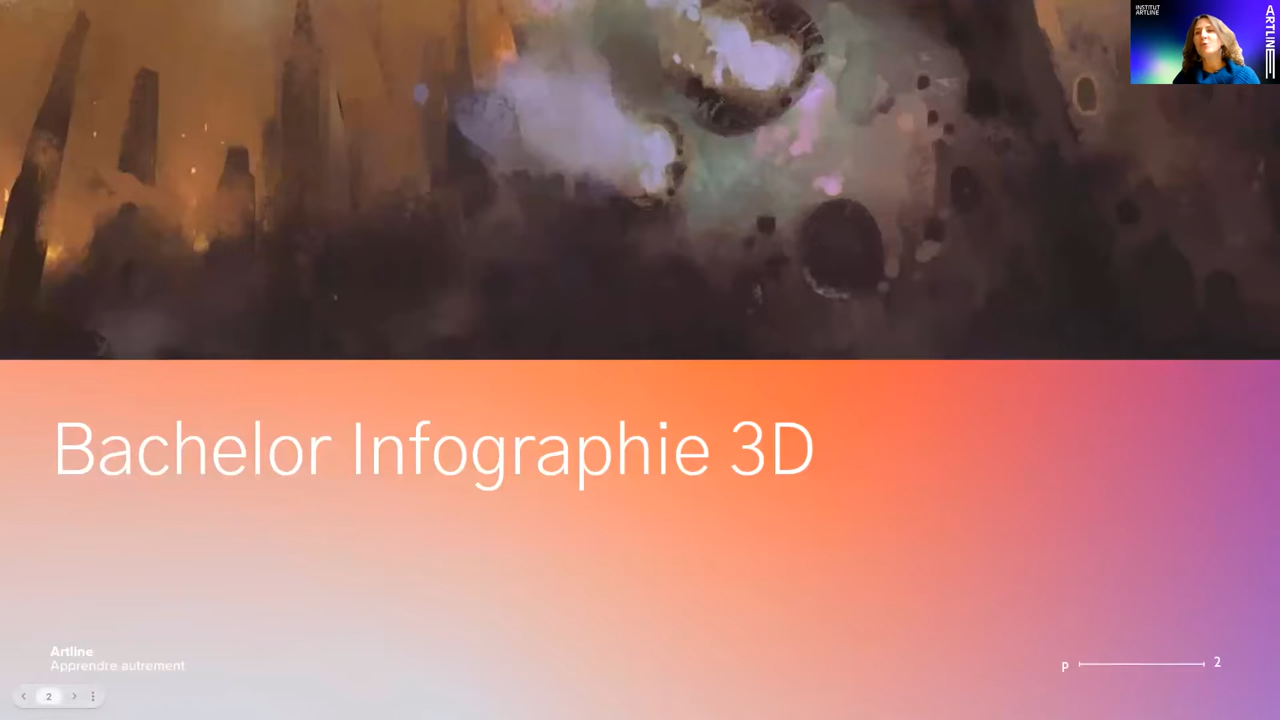 INSTITUT
ARTLINE
ARTLINE
Bachelor Infographie 3D
Artline
Apprendre autrement
p 2
2